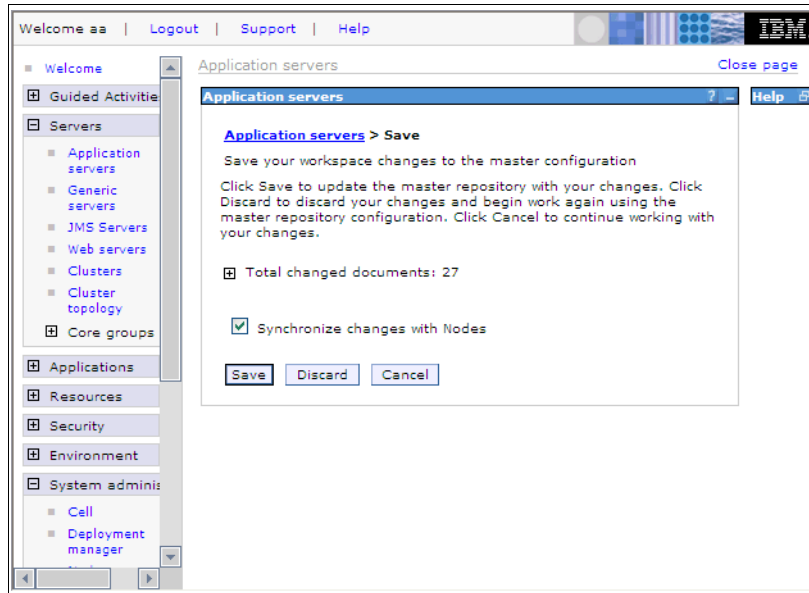 Welcome aa | Logout | Support | Help
IBM
Welcome
Guided Activitie
Servers
Application
servers
Generic
servers
JMS Servers
Web servers
Clusters
Cluster
topology
Core groups
Applications
Resources
Security
Environment
System adminis
Cell
Deployment
manager
Application servers
Close page
Application servers ? –
Help
Application servers > Save
Save your workspace changes to the master configuration
Click Save to update the master repository with your changes. Click
Discard to discard your changes and begin work again using the
master repository configuration. Click Cancel to continue working with
your changes.
Total changed documents: 27
Synchronize changes with Nodes
Save Discard Cancel